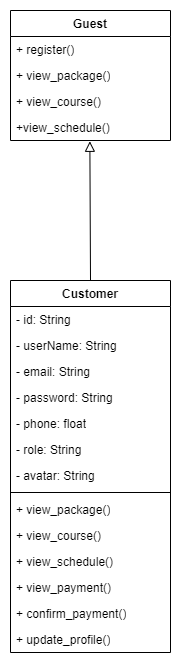 Guest
+ register()
+ view_package()
+ view_course()
+view_schedule()
Customer
- id: String
- userName: String
- email: String
- password: String
- phone: float
- role: String
- avatar: String
+ view_package()
+ view_course()
+ view_schedule()
+ view_payment()
+ confirm_payment()
+ update_profile()